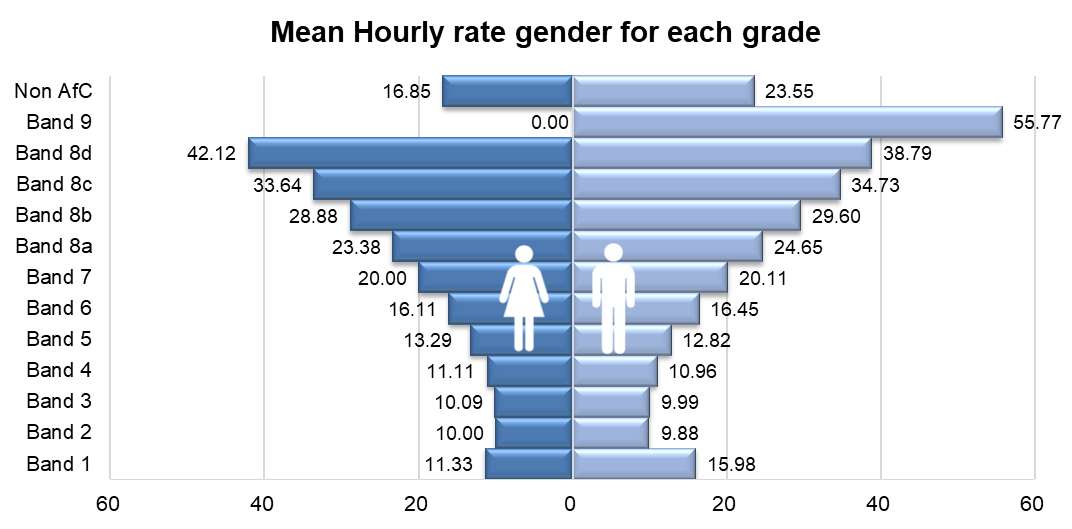 Mean Hourly rate gender for each grade
Non AfC 16.85 23.55
Band 9 0.00 55.77
Band 8d 42.12 38.79
Band 8c 33.64 34.73
Band 8b 28.88 29.60
Band 8a 23.38 24.65
Band 7 20.00 20.11
Band 6 16.11 16.45
Band 5 13.29 12.82
Band 4 11.11 10.96
Band 3 10.09 9.99
Band 2 10.00 9.88
Band 1 11.33 15.98
60 40 20 0 20 40 60